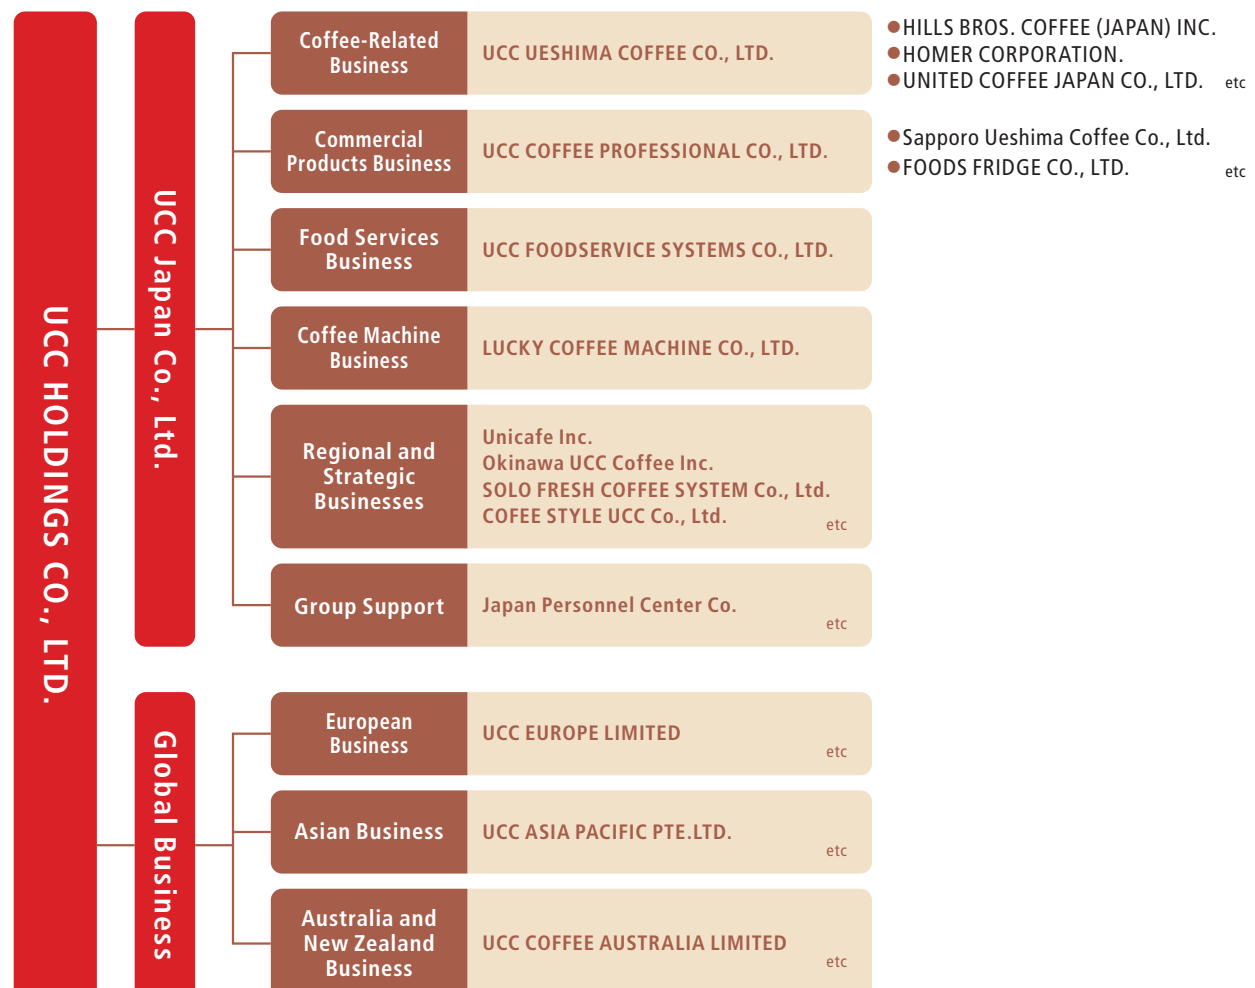 UCC HOLDINGS CO., LTD.
UCC Japan Co., Ltd.
Coffee-Related
Business
UCC UESHIMA COFFEE CO., LTD.
●HILLS BROS. COFFEE (JAPAN) INC.
●HOMER CORPORATION.
●UNITED COFFEE JAPAN CO., LTD. etc
Commercial
Products Business
UCC COFFEE PROFESSIONAL CO., LTD.
●Sapporo Ueshima Coffee Co., Ltd.
●FOODS FRIDGE CO., LTD. etc
Food Services
Business
UCC FOODSERVICE SYSTEMS CO., LTD.
Coffee Machine
Business
LUCKY COFFEE MACHINE CO., LTD.
Regional and
Strategic
Businesses
Unicafe Inc.
Okinawa UCC Coffee Inc.
SOLO FRESH COFFEE SYSTEM Co., Ltd.
COFEE STYLE UCC Co., Ltd. etc
Group Support
Japan Personnel Center Co.
etc
Global Business
European
Business
UCC EUROPE LIMITED
etc
Asian Business
UCC ASIA PACIFIC PTE.LTD.
etc
Australia and
New Zealand
Business
UCC COFFEE AUSTRALIA LIMITED
etc